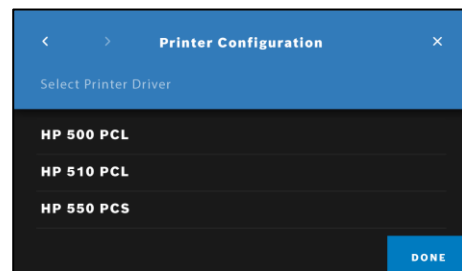 Printer Configuration
Select Printer Driver
HP 500 PCL
HP 510 PCL
HP 550 PCS
DONE